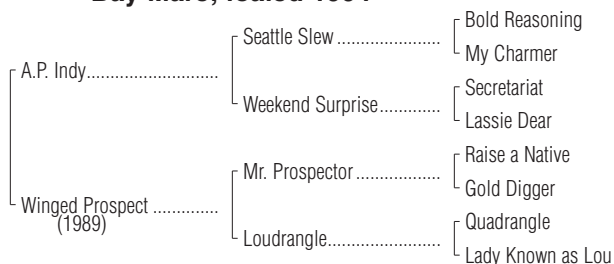 Bay Mare; foaled
Bold Reasoning
Seattle Slew
My Charmer
A.P. Indy
Secretariat
Weekend Surprise
Lassie Dear
Raise a Native
Mr. Prospector
Gold Digger
Winged Prospect
(1989)
Quadrangle
Loudrangle
Lady Known as Lou